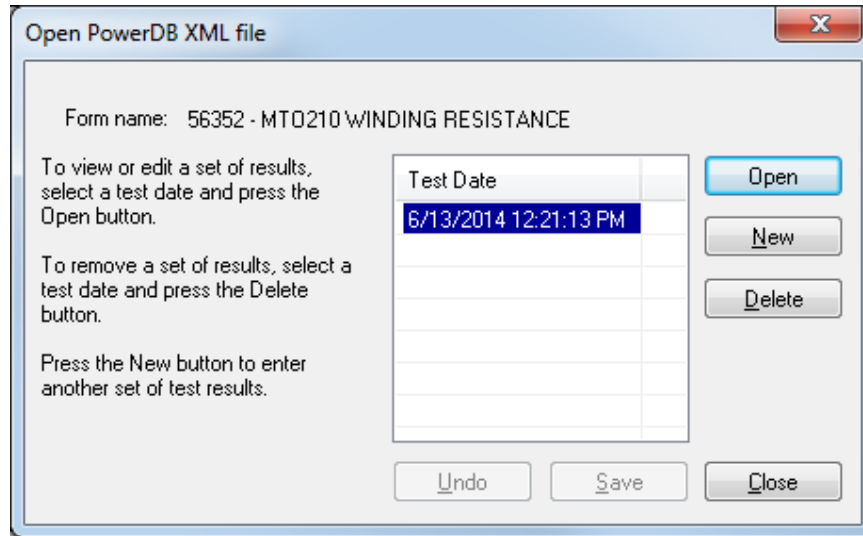 Open PowerDB XML file
Form name: 56352 - MTO210 WINDING RESISTANCE
To view or edit a set of results,
select a test date and press the
Open button.
To remove a set of results, select a
test date and press the Delete
button.
Press the New button to enter
another set of test results.
Test Date
6/13/2014 12:21:13 PM
Open
New
Delete
Undo
Save
Close